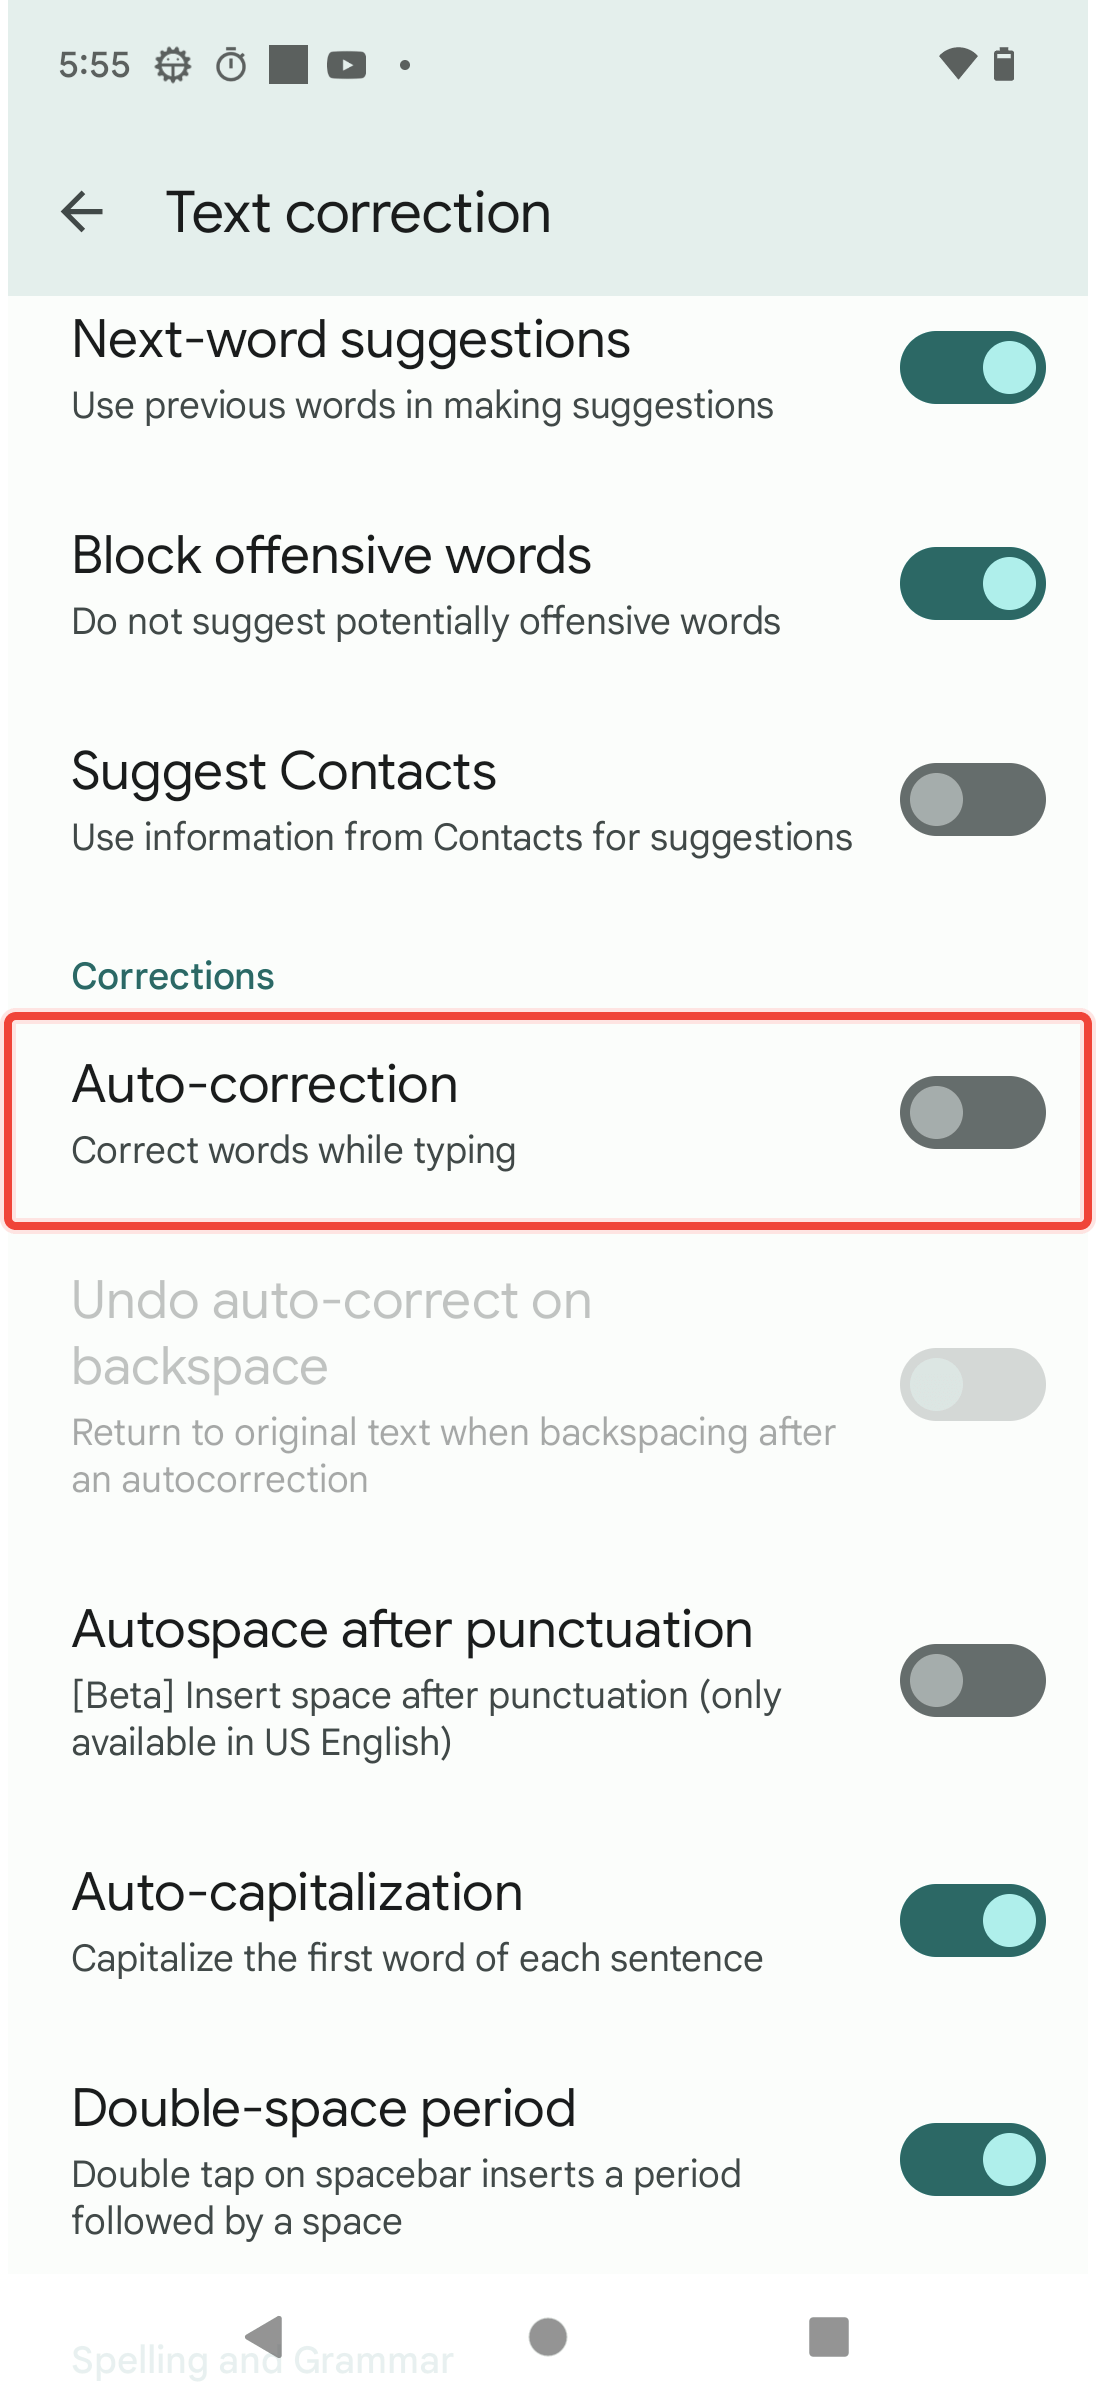 5:55
Text correction
Next-word suggestions
Use previous words in making suggestions
Block offensive words
Do not suggest potentially offensive words
Suggest Contacts
Use information from Contacts for suggestions
Corrections
Auto-correction
Correct words while typing
Undo auto-correct on
backspace
Return to original text when backspacing after
an autocorrection
Autospace after punctuation
[Beta] Insert space after punctuation (only
available in US English)
Auto-capitalization
Capitalize the first word of each sentence
Double-space period
Double tap on spacebar inserts a period
followed by a space
Spelling and Grammar